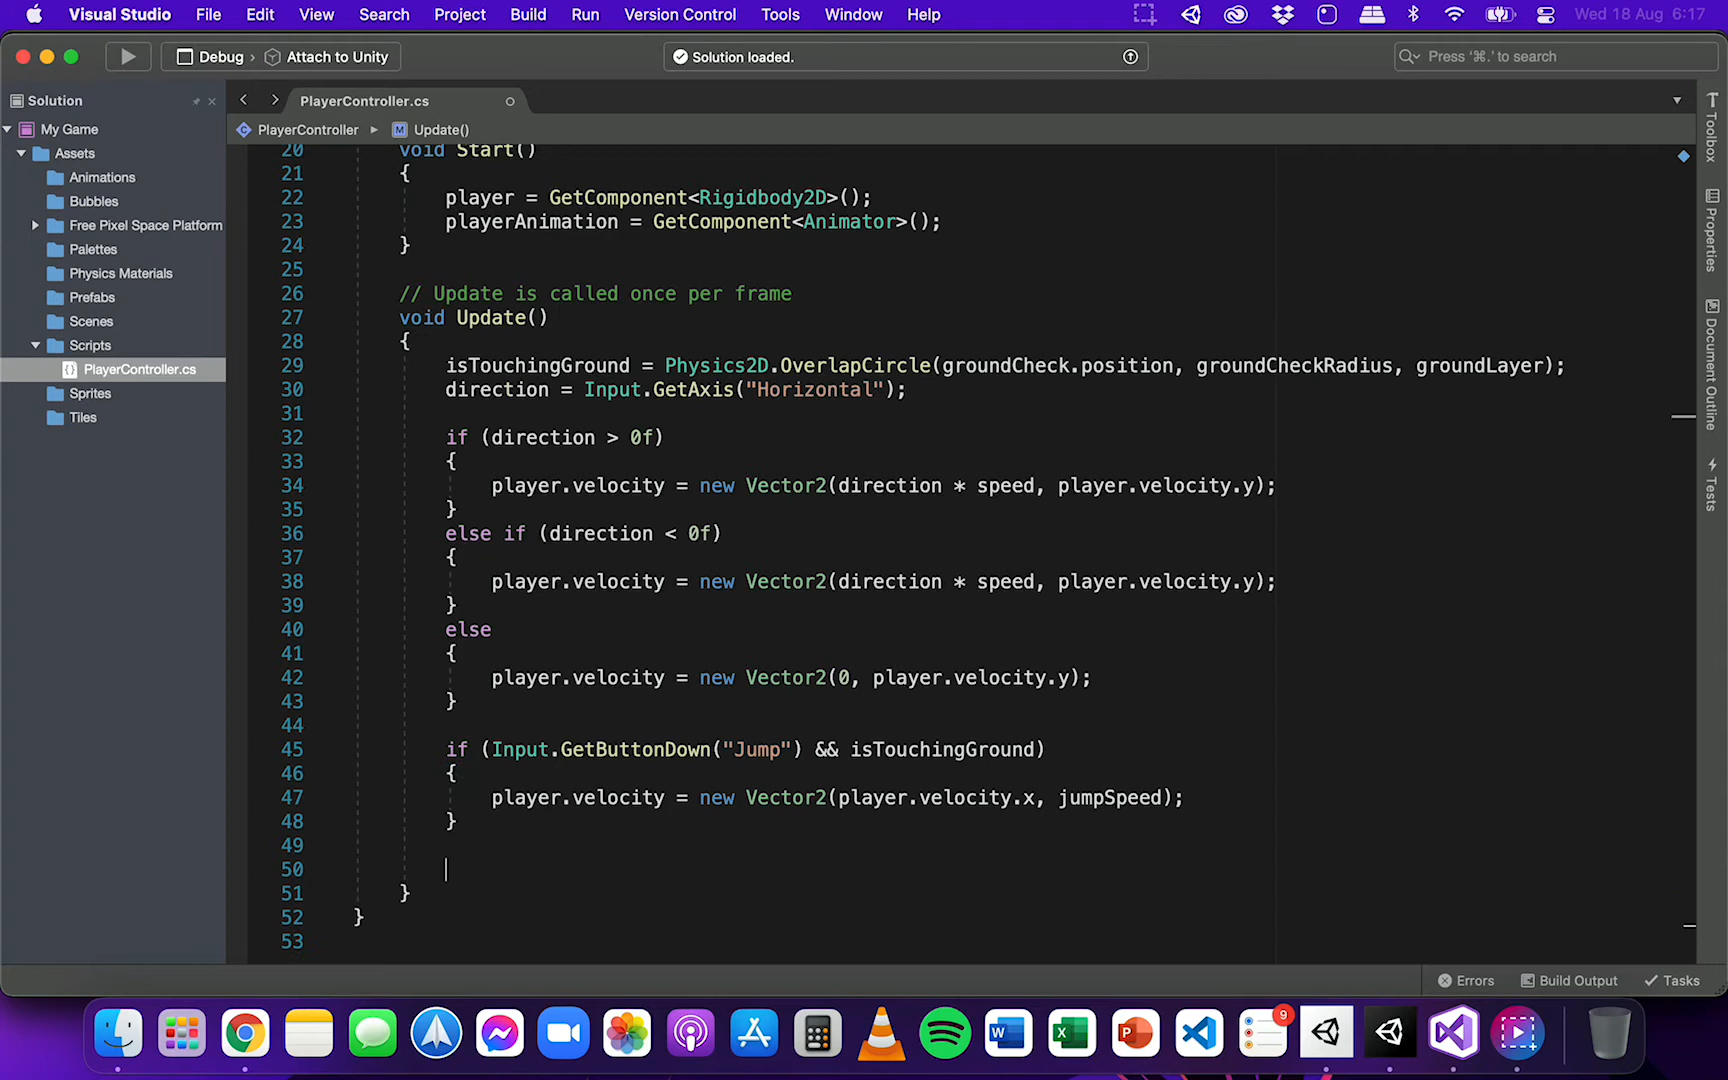 Visual Studio File Edit View Search Project Build Run Version Control Tools Window Help Wed 18 Aug 6:17
Debug › Attach to Unity Solution loaded. Press '⌘.' to search
Solution PlayerController.cs
PlayerController Update()
My Game
Assets
Animations
Bubbles
Free Pixel Space Platform
Palettes
Physics Materials
Prefabs
Scenes
Scripts
PlayerController.cs
Sprites
Tiles
20 void Start()
21 {
22 player = GetComponent<Rigidbody2D>();
23 playerAnimation = GetComponent<Animator>();
24 }
25
26 // Update is called once per frame
27 void Update()
28 {
29 isTouchingGround = Physics2D.OverlapCircle(groundCheck.position, groundCheckRadius, groundLayer);
30 direction = Input.GetAxis("Horizontal");
31
32 if (direction > 0f)
33 {
34 player.velocity = new Vector2(direction * speed, player.velocity.y);
35 }
36 else if (direction < 0f)
37 {
38 player.velocity = new Vector2(direction * speed, player.velocity.y);
39 }
40 else
41 {
42 player.velocity = new Vector2(0, player.velocity.y);
43 }
44
45 if (Input.GetButtonDown("Jump") && isTouchingGround)
46 {
47 player.velocity = new Vector2(player.velocity.x, jumpSpeed);
48 }
49
50
51 }
52 }
53
Toolbox
Properties
Document Outline
Tests
Errors Build Output Tasks
W X P 9